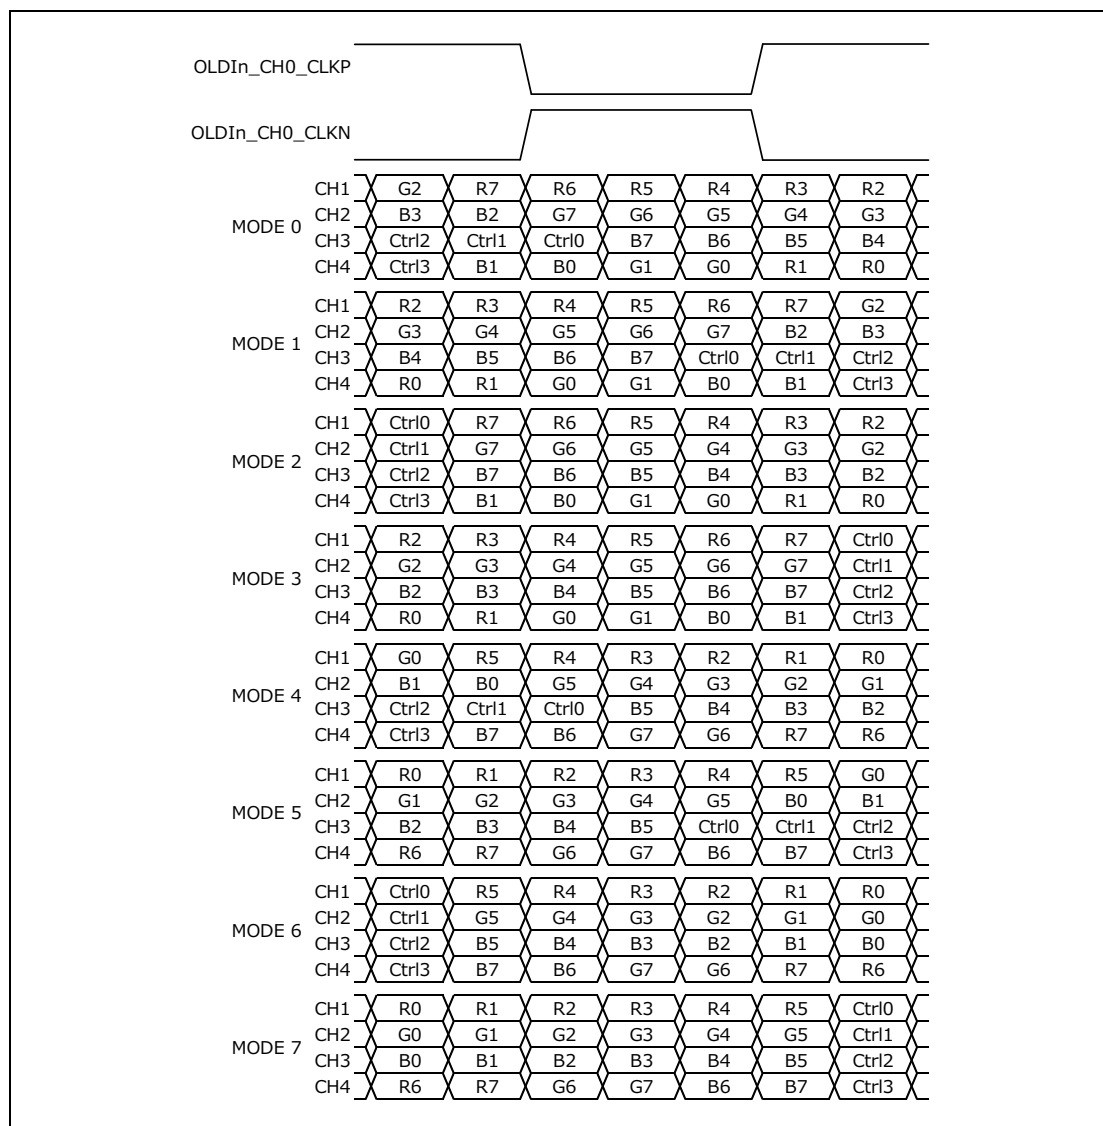 OLDIn_CH0_CLKP
OLDIn_CH0_CLKN
MODE 0
CH1 G2 R7 R6 R5 R4 R3 R2
CH2 B3 B2 G7 G6 G5 G4 G3
CH3 Ctrl2 Ctrl1 Ctrl0 B7 B6 B5 B4
CH4 Ctrl3 B1 B0 G1 G0 R1 R0
MODE 1
CH1 R2 R3 R4 R5 R6 R7 G2
CH2 G3 G4 G5 G6 G7 B2 B3
CH3 B4 B5 B6 B7 Ctrl0 Ctrl1 Ctrl2
CH4 R0 R1 G0 G1 B0 B1 Ctrl3
MODE 2
CH1 Ctrl0 R7 R6 R5 R4 R3 R2
CH2 Ctrl1 G7 G6 G5 G4 G3 G2
CH3 Ctrl2 B7 B6 B5 B4 B3 B2
CH4 Ctrl3 B1 B0 G1 G0 R1 R0
MODE 3
CH1 R2 R3 R4 R5 R6 R7 Ctrl0
CH2 G2 G3 G4 G5 G6 G7 Ctrl1
CH3 B2 B3 B4 B5 B6 B7 Ctrl2
CH4 R0 R1 G0 G1 B0 B1 Ctrl3
MODE 4
CH1 G0 R5 R4 R3 R2 R1 R0
CH2 B1 B0 G5 G4 G3 G2 G1
CH3 Ctrl2 Ctrl1 Ctrl0 B5 B4 B3 B2
CH4 Ctrl3 B7 B6 G7 G6 R7 R6
MODE 5
CH1 R0 R1 R2 R3 R4 R5 G0
CH2 G1 G2 G3 G4 G5 B0 B1
CH3 B2 B3 B4 B5 Ctrl0 Ctrl1 Ctrl2
CH4 R6 R7 G6 G7 B6 B7 Ctrl3
MODE 6
CH1 Ctrl0 R5 R4 R3 R2 R1 R0
CH2 Ctrl1 G5 G4 G3 G2 G1 G0
CH3 Ctrl2 B5 B4 B3 B2 B1 B0
CH4 Ctrl3 B7 B6 G7 G6 R7 R6
MODE 7
CH1 R0 R1 R2 R3 R4 R5 Ctrl0
CH2 G0 G1 G2 G3 G4 G5 Ctrl1
CH3 B0 B1 B2 B3 B4 B5 Ctrl2
CH4 R6 R7 G6 G7 B6 B7 Ctrl3